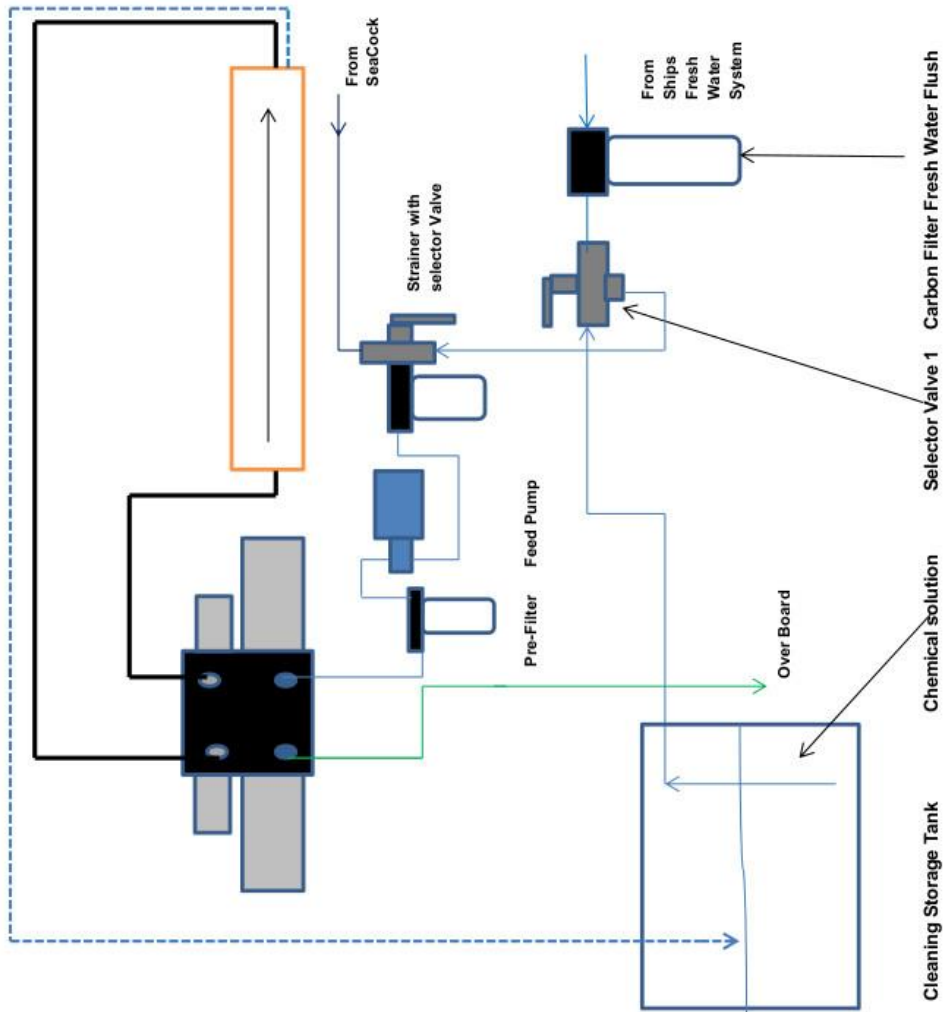 From
SeaCock
Strainer with
selector Valve
From
Ships
Fresh
Water
System
Feed Pump
Pre-Filter
Over Board
Cleaning Storage Tank
Chemical solution
Selector Valve 1
Carbon Filter Fresh Water Flush